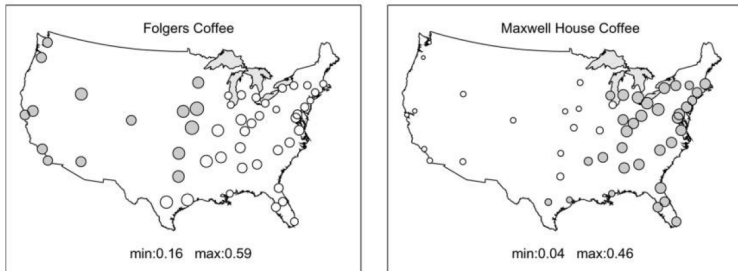 Folgers Coffee
min:0.16 max:0.59
Maxwell House Coffee
min:0.04 max:0.46